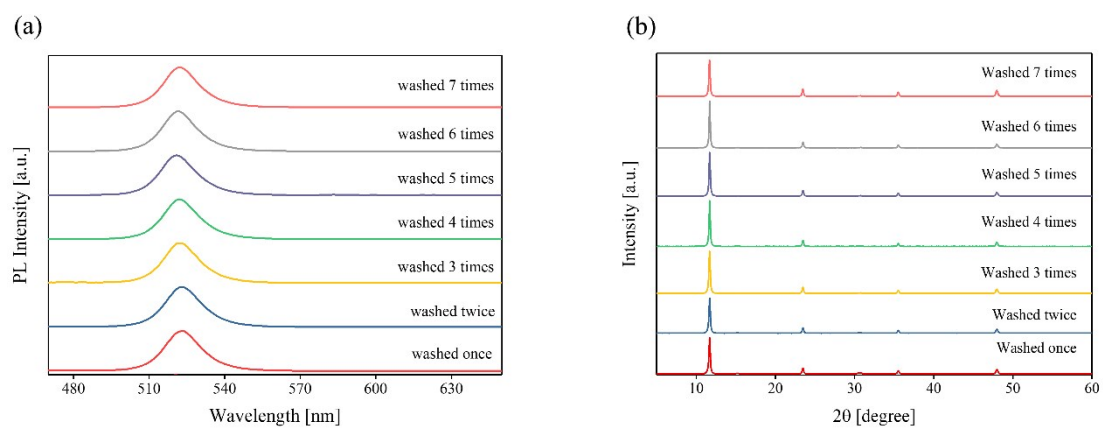 (a)
washed 7 times
washed 6 times
washed 5 times
washed 4 times
washed 3 times
washed twice
washed once
PL Intensity [a.u.]
480 510 540 570 600 630
Wavelength [nm]
(b)
Washed 7 times
Washed 6 times
Washed 5 times
Washed 4 times
Washed 3 times
Washed twice
Washed once
Intensity [a.u.]
10 20 30 40 50 60
2θ [degree]